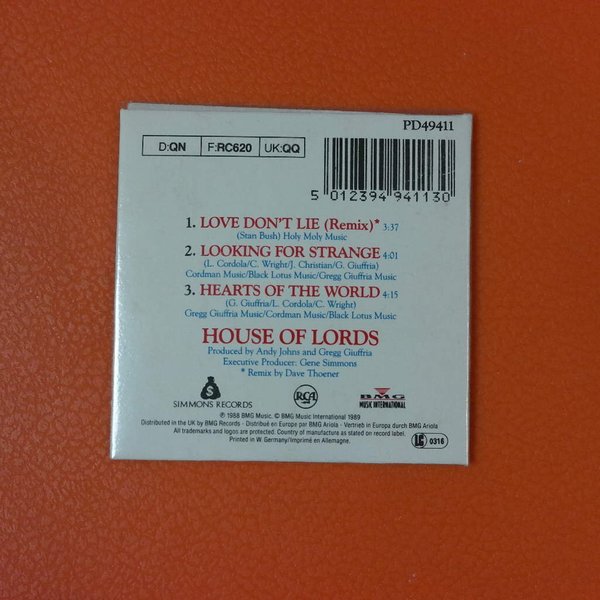 PD49411
D:QN F:RC620 UK:QQ
5 012394 941130
1. LOVE DON'T LIE (Remix)* 3:37
(Stan Bush) Holy Moly Music
2. LOOKING FOR STRANGE 4:01
(L. Cordola/C. Wright/J. Christian/G. Giuffria)
Cordman Music/Black Lotus Music/Gregg Giuffria Music
3. HEARTS OF THE WORLD 4:15
(G. Giuffria/L. Cordola/C. Wright)
Gregg Giuffria Music/Cordman Music/Black Lotus Music
HOUSE OF LORDS
Produced by Andy Johns and Gregg Giuffria
Executive Producer: Gene Simmons
* Remix by Dave Thoener
$
SIMMONS RECORDS
RCA
BMG
MUSIC INTERNATIONAL
℗ 1988 BMG Music. © BMG Music International 1989
Distributed in the UK by BMG Records - Distribué en Europe par BMG Ariola - Vertrieb in Europa durch BMG Ariola
All trademarks and logos are protected. Country of manufacture as stated on record label.
Printed in W. Germany/Imprimé en Allemagne.
LC 0316